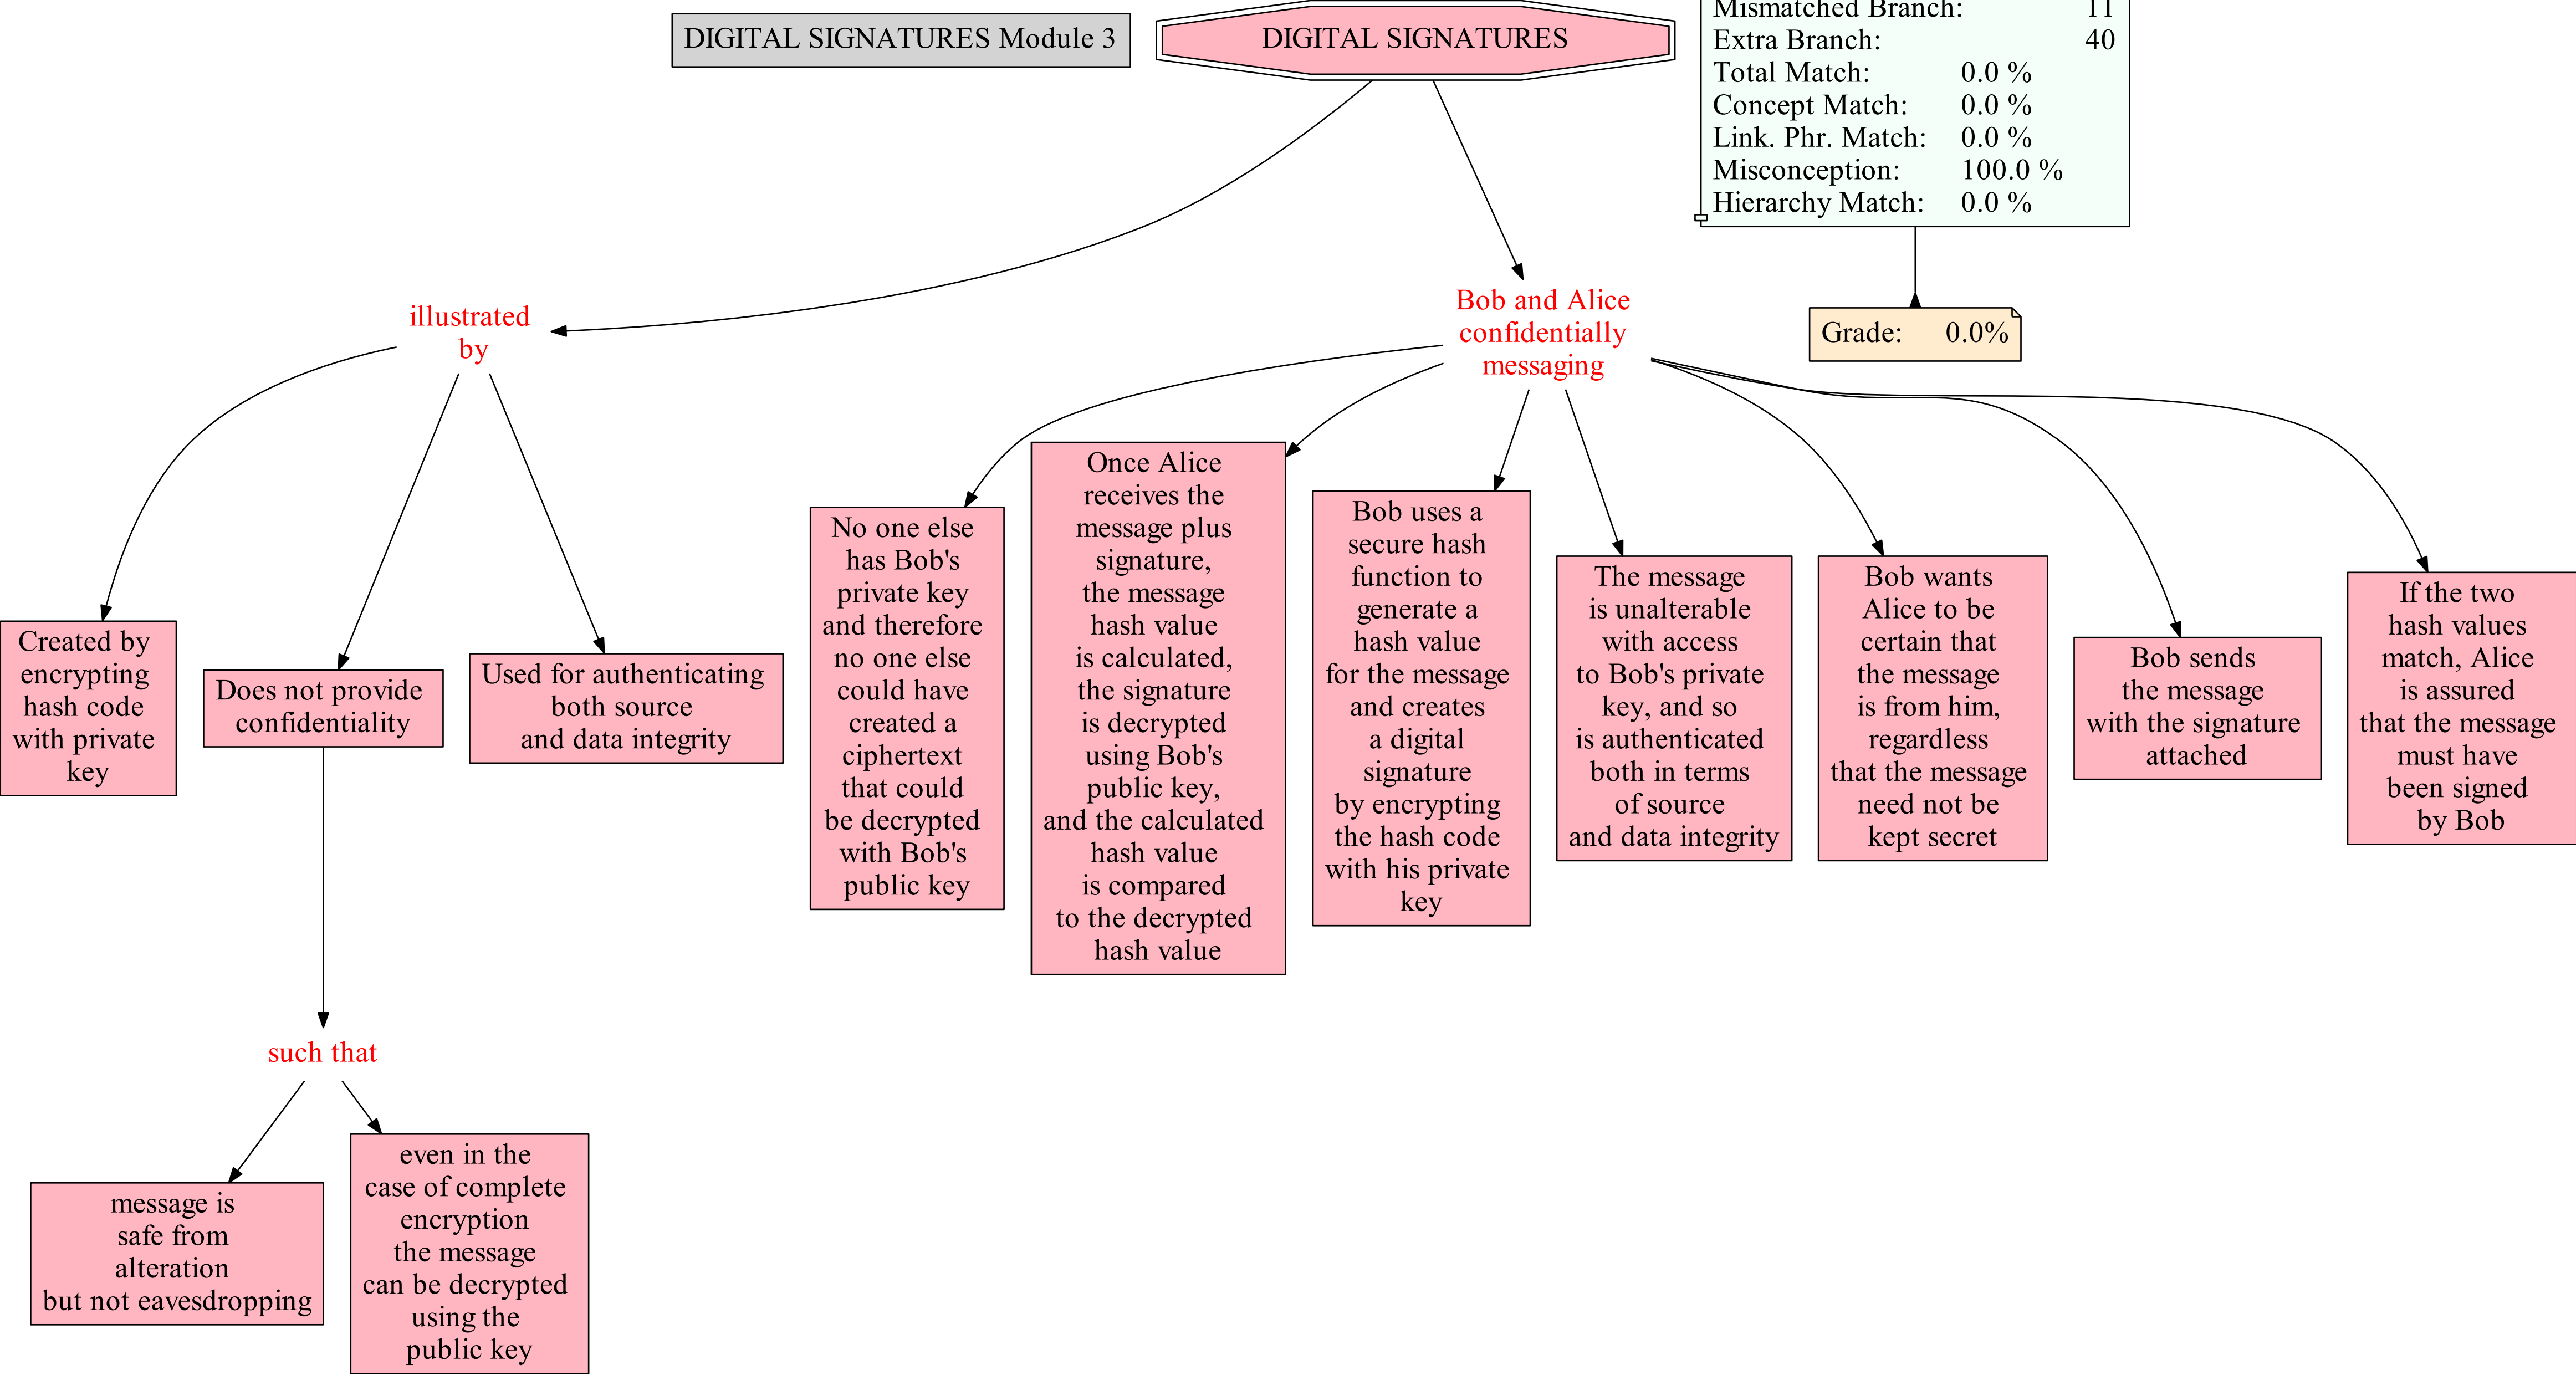 DIGITAL SIGNATURES Module 3
DIGITAL SIGNATURES
Mismatched Branch: 11
Extra Branch: 40
Total Match: 0.0 %
Concept Match: 0.0 %
Link. Phr. Match: 0.0 %
Misconception: 100.0 %
Hierarchy Match: 0.0 %
Grade: 0.0%
illustrated
by
Bob and Alice
confidentially
messaging
Created by
encrypting
hash code
with private
key
Does not provide
confidentiality
Used for authenticating
both source
and data integrity
No one else
has Bob's
private key
and therefore
no one else
could have
created a
ciphertext
that could
be decrypted
with Bob's
public key
Once Alice
receives the
message plus
signature,
the message
hash value
is calculated,
the signature
is decrypted
using Bob's
public key,
and the calculated
hash value
is compared
to the decrypted
hash value
Bob uses a
secure hash
function to
generate a
hash value
for the message
and creates
a digital
signature
by encrypting
the hash code
with his private
key
The message
is unalterable
with access
to Bob's private
key, and so
is authenticated
both in terms
of source
and data integrity
Bob wants
Alice to be
certain that
the message
is from him,
regardless
that the message
need not be
kept secret
Bob sends
the message
with the signature
attached
If the two
hash values
match, Alice
is assured
that the message
must have
been signed
by Bob
such that
message is
safe from
alteration
but not eavesdropping
even in the
case of complete
encryption
the message
can be decrypted
using the
public key